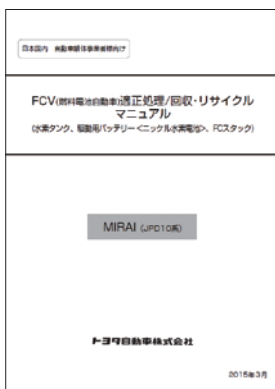 日本国内 自動車解体事業者様向け
FCV(燃料電池自動車)適正処理/回収・リサイクル
マニュアル
(水素タンク、駆動用バッテリー<ニッケル水素電池>、FCスタック)
MIRAI (JPD10系)
トヨタ自動車株式会社
2015年3月